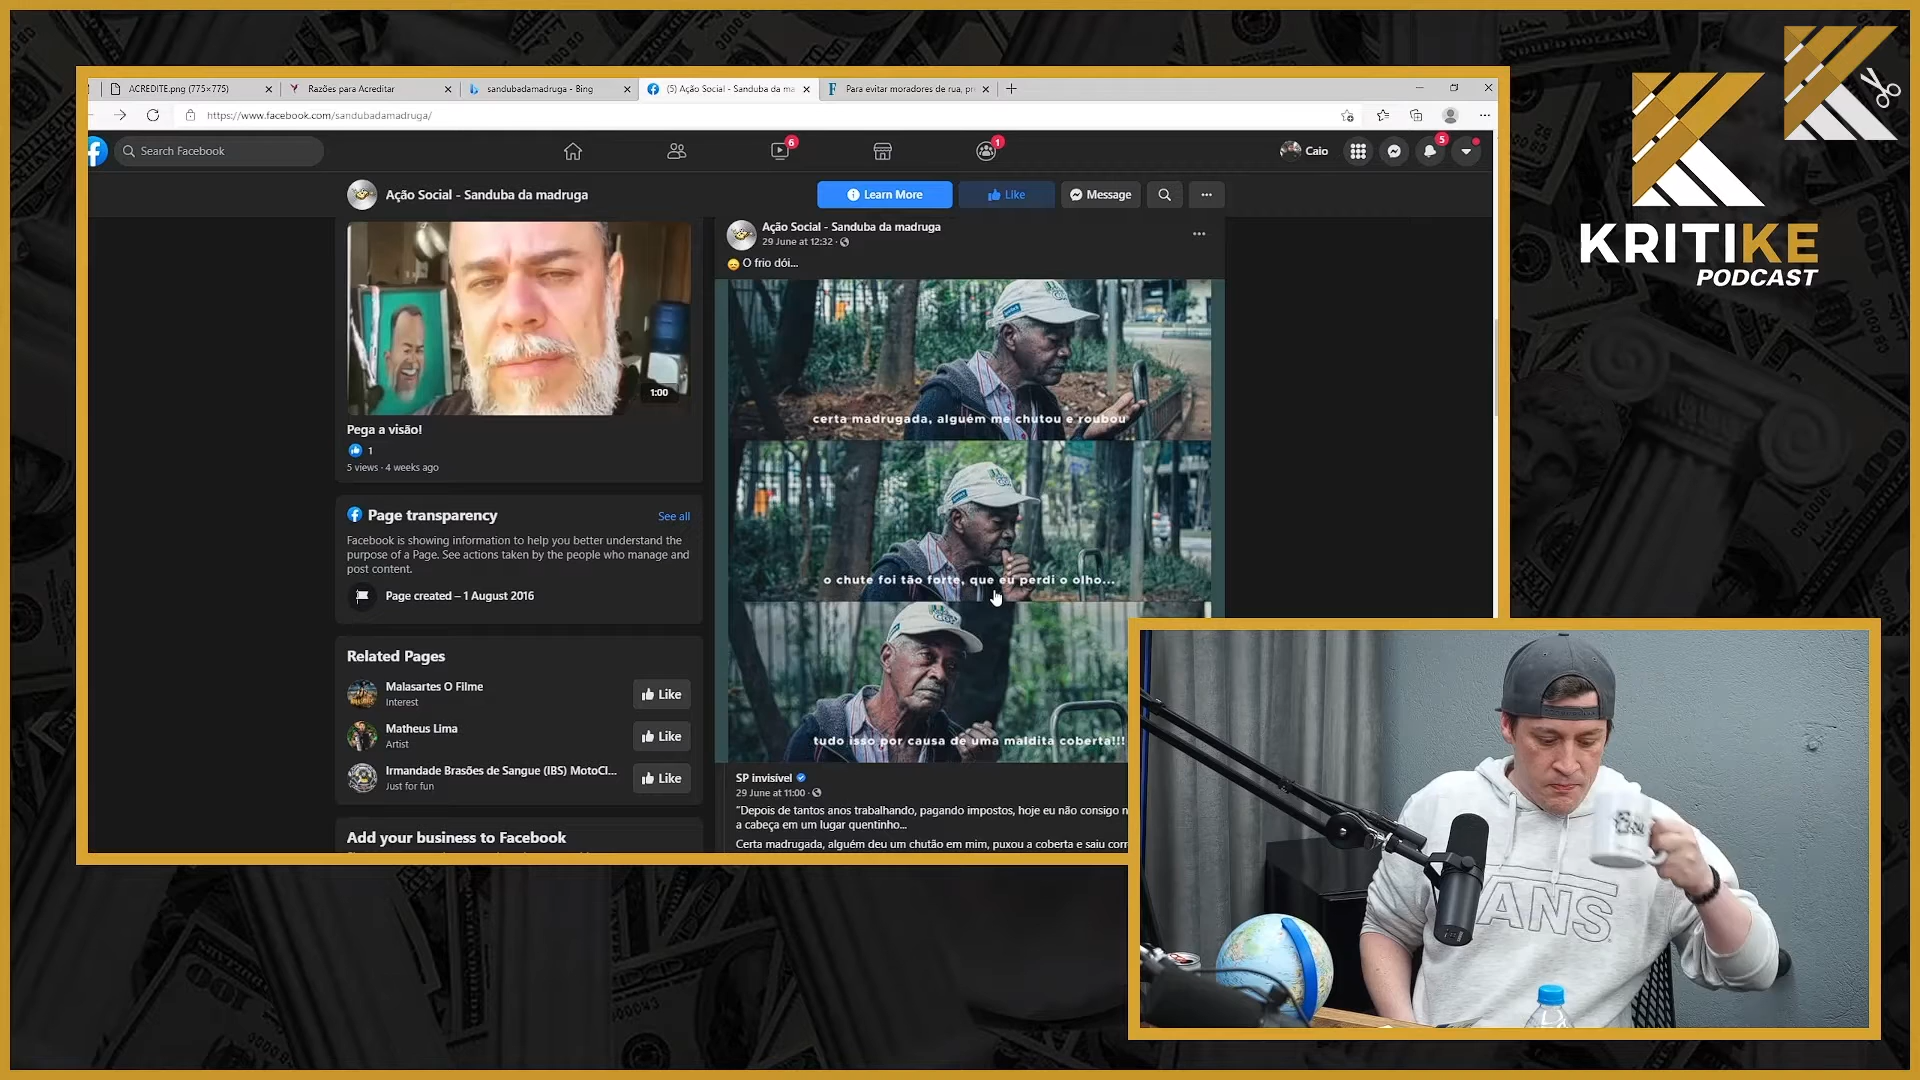 ACREDITE.png (775×775)
Razões para Acreditar
sandubadamadruga - Bing
(5) Ação Social - Sanduba da ma
Para evitar moradores de rua, pr
https://www.facebook.com/sandubadamadruga/
Search Facebook
6
1
Caio
5
Ação Social - Sanduba da madruga
Learn More
Like
Message
1:00
Pega a visão!
1
5 views · 4 weeks ago
Page transparency
See all
Facebook is showing information to help you better understand the
purpose of a Page. See actions taken by the people who manage and
post content.
Page created – 1 August 2016
Related Pages
Malasartes O Filme
Interest
Like
Matheus Lima
Artist
Like
Irmandade Brasões de Sangue (IBS) MotoCl...
Just for fun
Like
Add your business to Facebook
Ação Social - Sanduba da madruga
29 June at 12:32 ·
O frio dói...
certa madrugada, alguém me chutou e roubou
o chute foi tão forte, que eu perdi o olho...
tudo isso por causa de uma maldita coberta!!!
SP invisível
29 June at 11:00 ·
"Depois de tantos anos trabalhando, pagando impostos, hoje eu não consigo
a cabeça em um lugar quentinho...
Certa madrugada, alguém deu um chutão em mim, puxou a coberta e saiu
KRITIKE
PODCAST
VANS